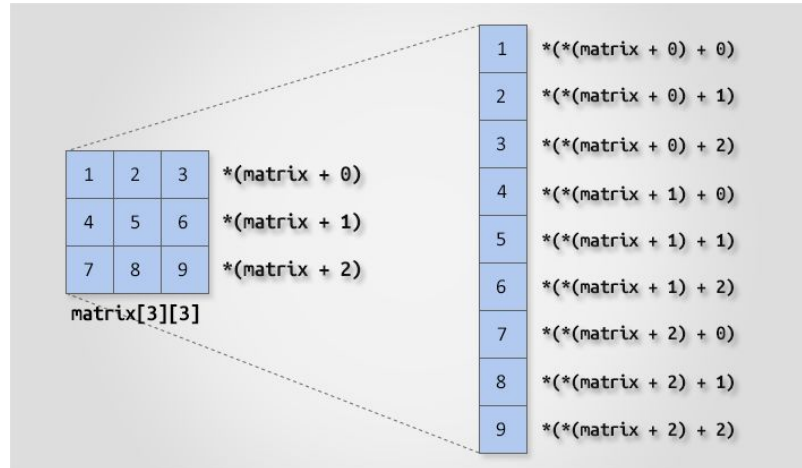 1 2 3 *(matrix + 0)
4 5 6 *(matrix + 1)
7 8 9 *(matrix + 2)
matrix[3][3]
1 *(*(matrix + 0) + 0)
2 *(*(matrix + 0) + 1)
3 *(*(matrix + 0) + 2)
4 *(*(matrix + 1) + 0)
5 *(*(matrix + 1) + 1)
6 *(*(matrix + 1) + 2)
7 *(*(matrix + 2) + 0)
8 *(*(matrix + 2) + 1)
9 *(*(matrix + 2) + 2)